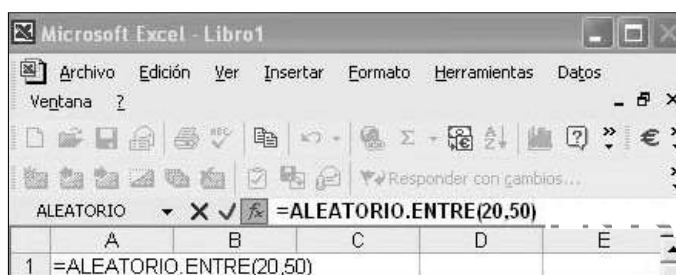 Microsoft Excel - Libro1
Archivo Edición Ver Insertar Formato Herramientas Datos
Ventana ?
Responder con cambios...
ALEATORIO fx =ALEATORIO.ENTRE(20,50)
A B C D E
1 =ALEATORIO.ENTRE(20,50)